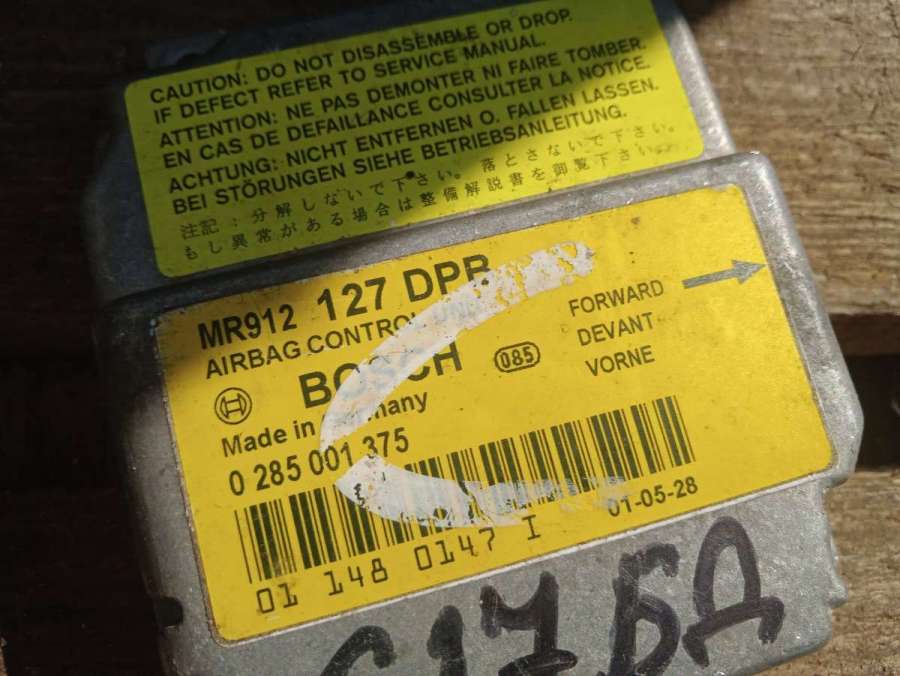 CAUTION: DO NOT DISASSEMBLE OR DROP.
IF DEFECT REFER TO SERVICE MANUAL.
ATTENTION: NE PAS DEMONTER NI FAIRE TOMBER.
EN CAS DE DEFAILLANCE CONSULTER LA NOTICE.
ACHTUNG: NICHT ENTFERNEN O. FALLEN LASSEN.
BEI STÖRUNGEN SIEHE BETRIEBSANLEITUNG.
注記：分解しないで下さい。落とさないで下さい。
もし異常がある場合は整備解説書を御覧下さい。
MR912 127 DPB
AIRBAG CONTROL UNIT
BOSCH 085
FORWARD
DEVANT
VORNE
Made in Germany
0 285 001 375
01-05-28
01 148 0147 I
17 БД